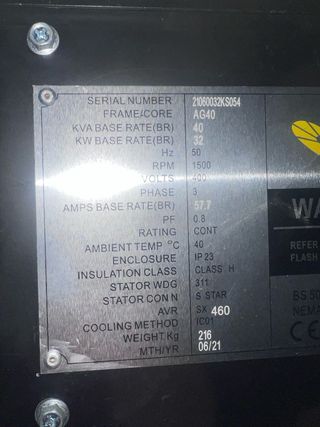 SERIAL NUMBER 21060032KS054
FRAME/CORE AG40
KVA BASE RATE(BR) 40
KW BASE RATE(BR) 32
Hz 50
RPM 1500
VOLTS 400
PHASE 3
AMPS BASE RATE(BR) 57.7
PF 0.8
RATING CONT
AMBIENT TEMP °C 40
ENCLOSURE IP 23
INSULATION CLASS CLASS H
STATOR WDG 311
STATOR CON N S STAR
AVR SX 460
COOLING METHOD IC01
WEIGHT Kg 216
MTH/YR 06/21
WA
REFER
FLASH
BS 50
NEMA
CE